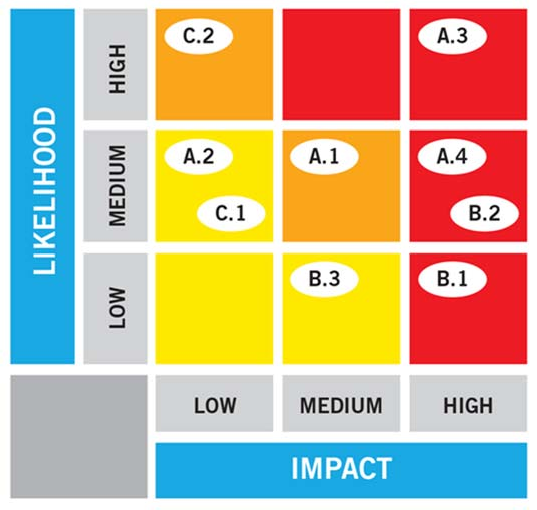 LIKELIHOOD
HIGH
C.2
A.3
MEDIUM
A.2
C.1
A.1
A.4
B.2
LOW
B.3
B.1
LOW
MEDIUM
HIGH
IMPACT